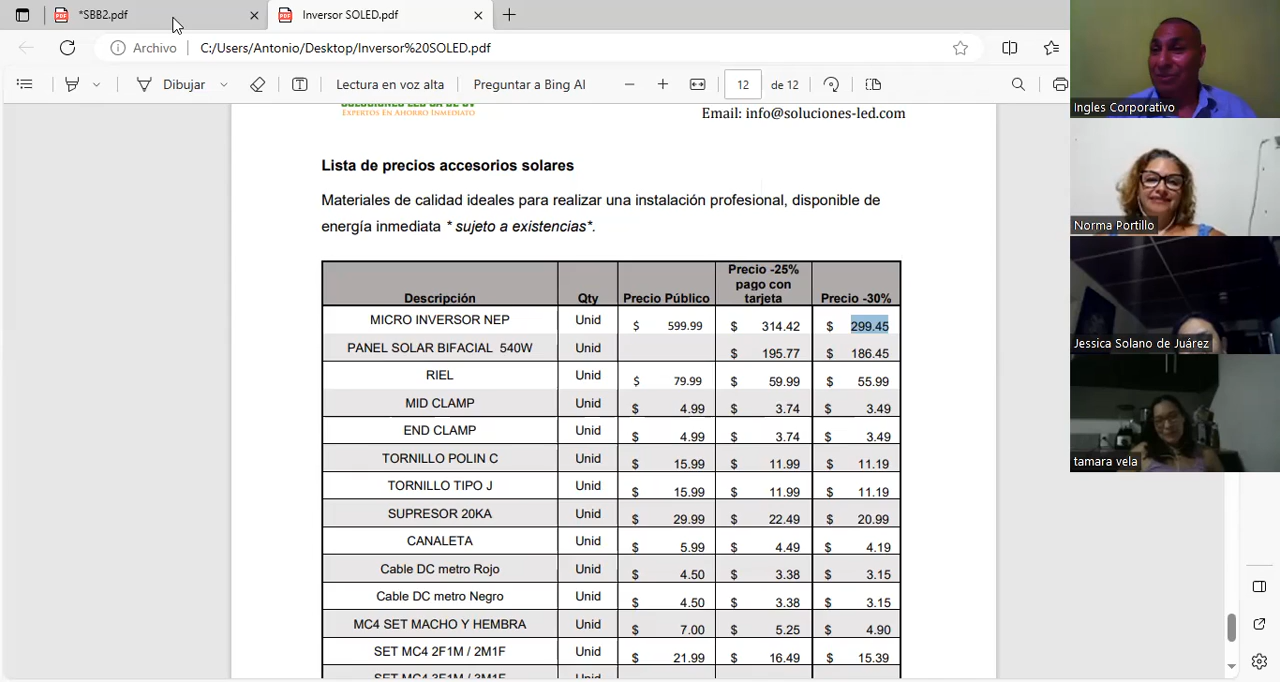 *SBB2.pdf
Inversor SOLED.pdf
Archivo
C:/Users/Antonio/Desktop/Inversor%20SOLED.pdf
Dibujar
Lectura en voz alta
Preguntar a Bing AI
12
de 12
EXPERTOS EN AHORRO INMEDIATO
Email: info@soluciones-led.com
Lista de precios accesorios solares
Materiales de calidad ideales para realizar una instalación profesional, disponible de
energía inmediata * sujeto a existencias*.
Descripción Qty Precio Público Precio -25% pago con tarjeta Precio -30%
MICRO INVERSOR NEP Unid $ 599.99 $ 314.42 $ 299.45
PANEL SOLAR BIFACIAL 540W Unid $ 195.77 $ 186.45
RIEL Unid $ 79.99 $ 59.99 $ 55.99
MID CLAMP Unid $ 4.99 $ 3.74 $ 3.49
END CLAMP Unid $ 4.99 $ 3.74 $ 3.49
TORNILLO POLIN C Unid $ 15.99 $ 11.99 $ 11.19
TORNILLO TIPO J Unid $ 15.99 $ 11.99 $ 11.19
SUPRESOR 20KA Unid $ 29.99 $ 22.49 $ 20.99
CANALETA Unid $ 5.99 $ 4.49 $ 4.19
Cable DC metro Rojo Unid $ 4.50 $ 3.38 $ 3.15
Cable DC metro Negro Unid $ 4.50 $ 3.38 $ 3.15
MC4 SET MACHO Y HEMBRA Unid $ 7.00 $ 5.25 $ 4.90
SET MC4 2F1M / 2M1F Unid $ 21.99 $ 16.49 $ 15.39
SET MC4 3F1M / 3M1F
Ingles Corporativo
Norma Portillo
Jessica Solano de Juárez
tamara vela